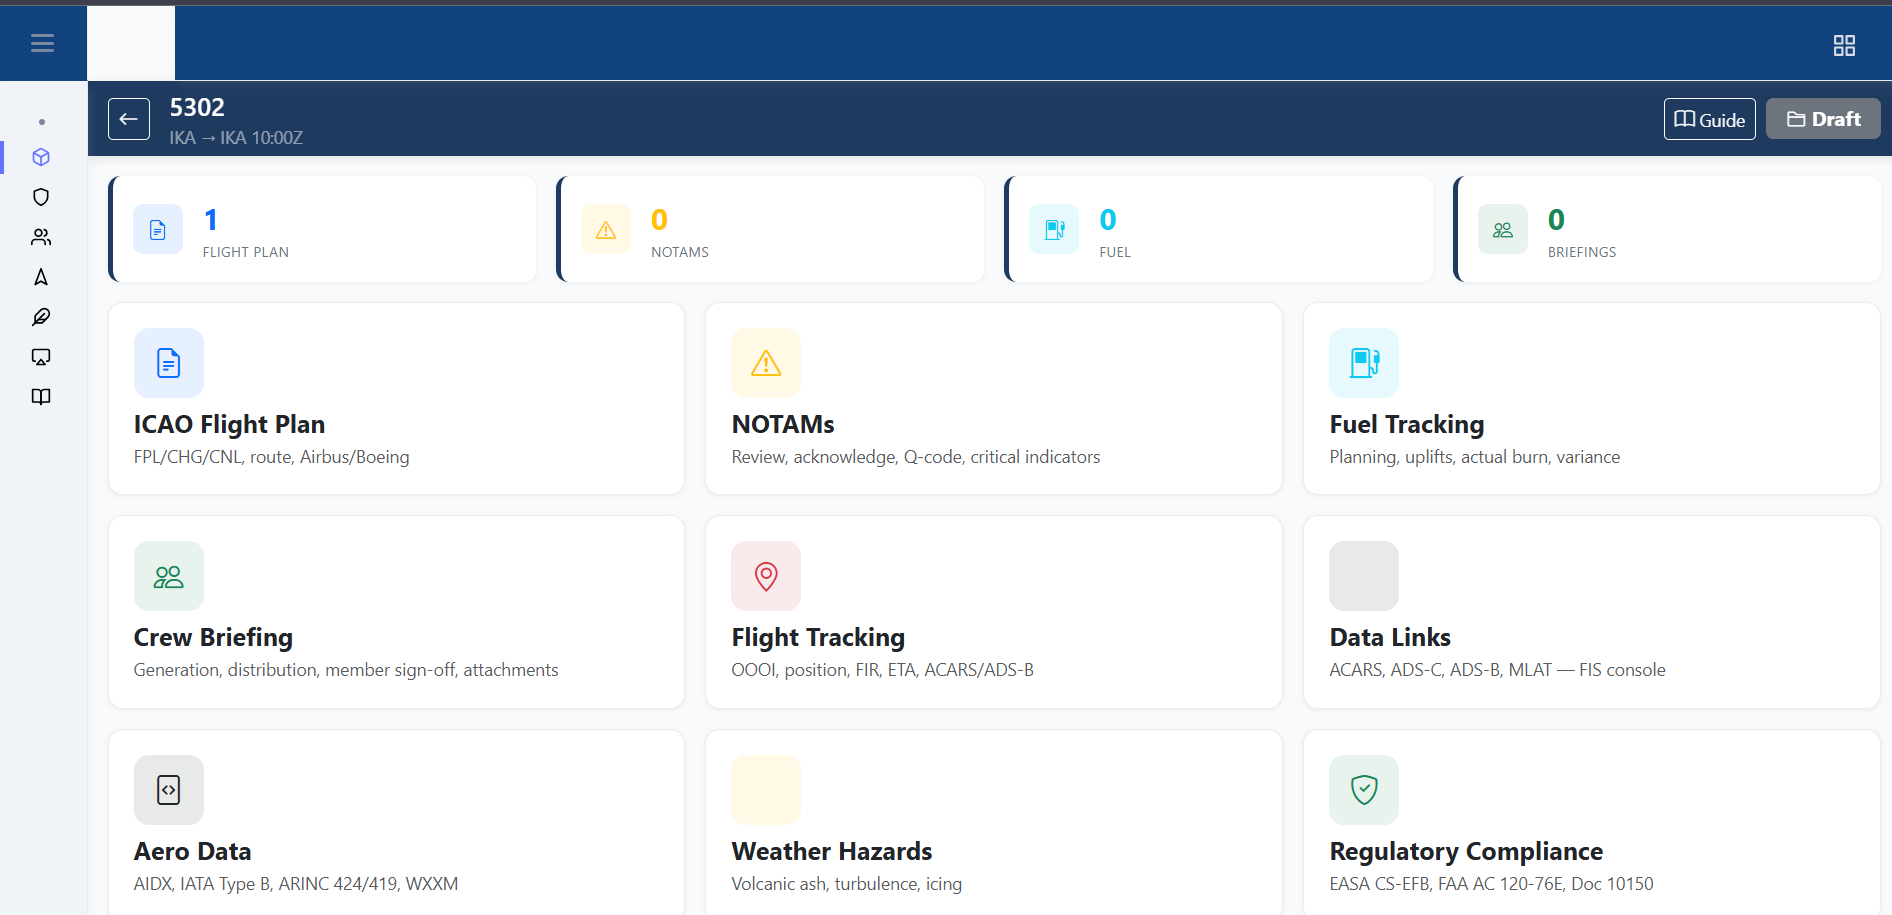 5302
IKA → IKA 10:00Z
Guide
Draft
1
FLIGHT PLAN
0
NOTAMS
0
FUEL
0
BRIEFINGS
ICAO Flight Plan
FPL/CHG/CNL, route, Airbus/Boeing
NOTAMs
Review, acknowledge, Q-code, critical indicators
Fuel Tracking
Planning, uplifts, actual burn, variance
Crew Briefing
Generation, distribution, member sign-off, attachments
Flight Tracking
OOOI, position, FIR, ETA, ACARS/ADS-B
Data Links
ACARS, ADS-C, ADS-B, MLAT — FIS console
Aero Data
AIDX, IATA Type B, ARINC 424/419, WXXM
Weather Hazards
Volcanic ash, turbulence, icing
Regulatory Compliance
EASA CS-EFB, FAA AC 120-76E, Doc 10150